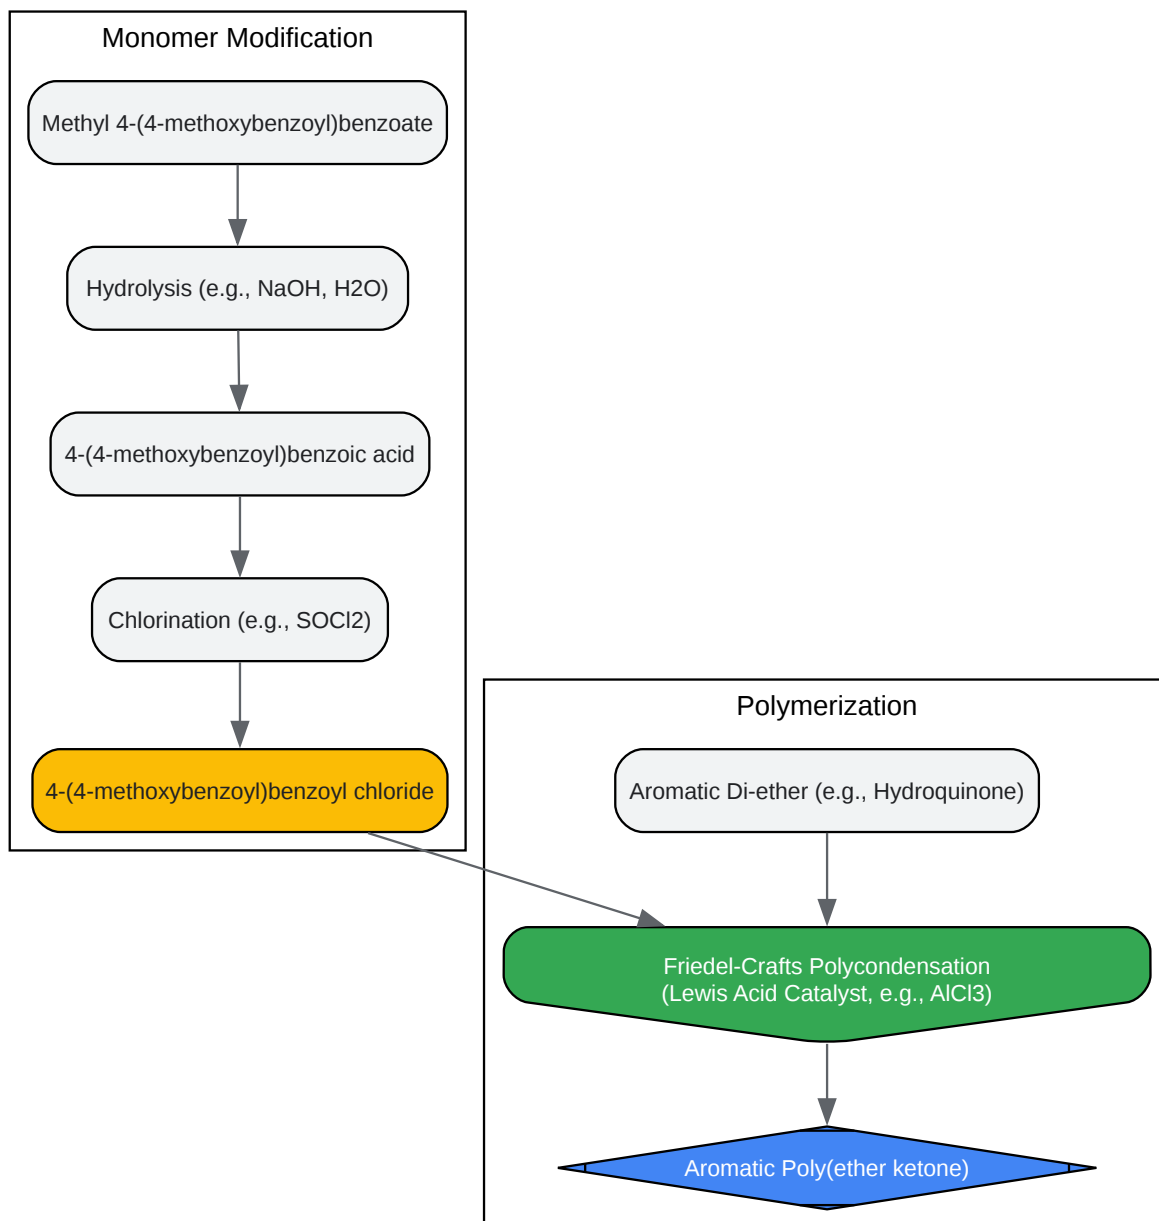 Monomer Modification
Methyl 4-(4-methoxybenzoyl)benzoate
Hydrolysis (e.g., NaOH, H2O)
4-(4-methoxybenzoyl)benzoic acid
Chlorination (e.g., SOCl2)
4-(4-methoxybenzoyl)benzoyl chloride
Polymerization
Aromatic Di-ether (e.g., Hydroquinone)
Friedel-Crafts Polycondensation
(Lewis Acid Catalyst, e.g., AlCl3)
Aromatic Poly(ether ketone)